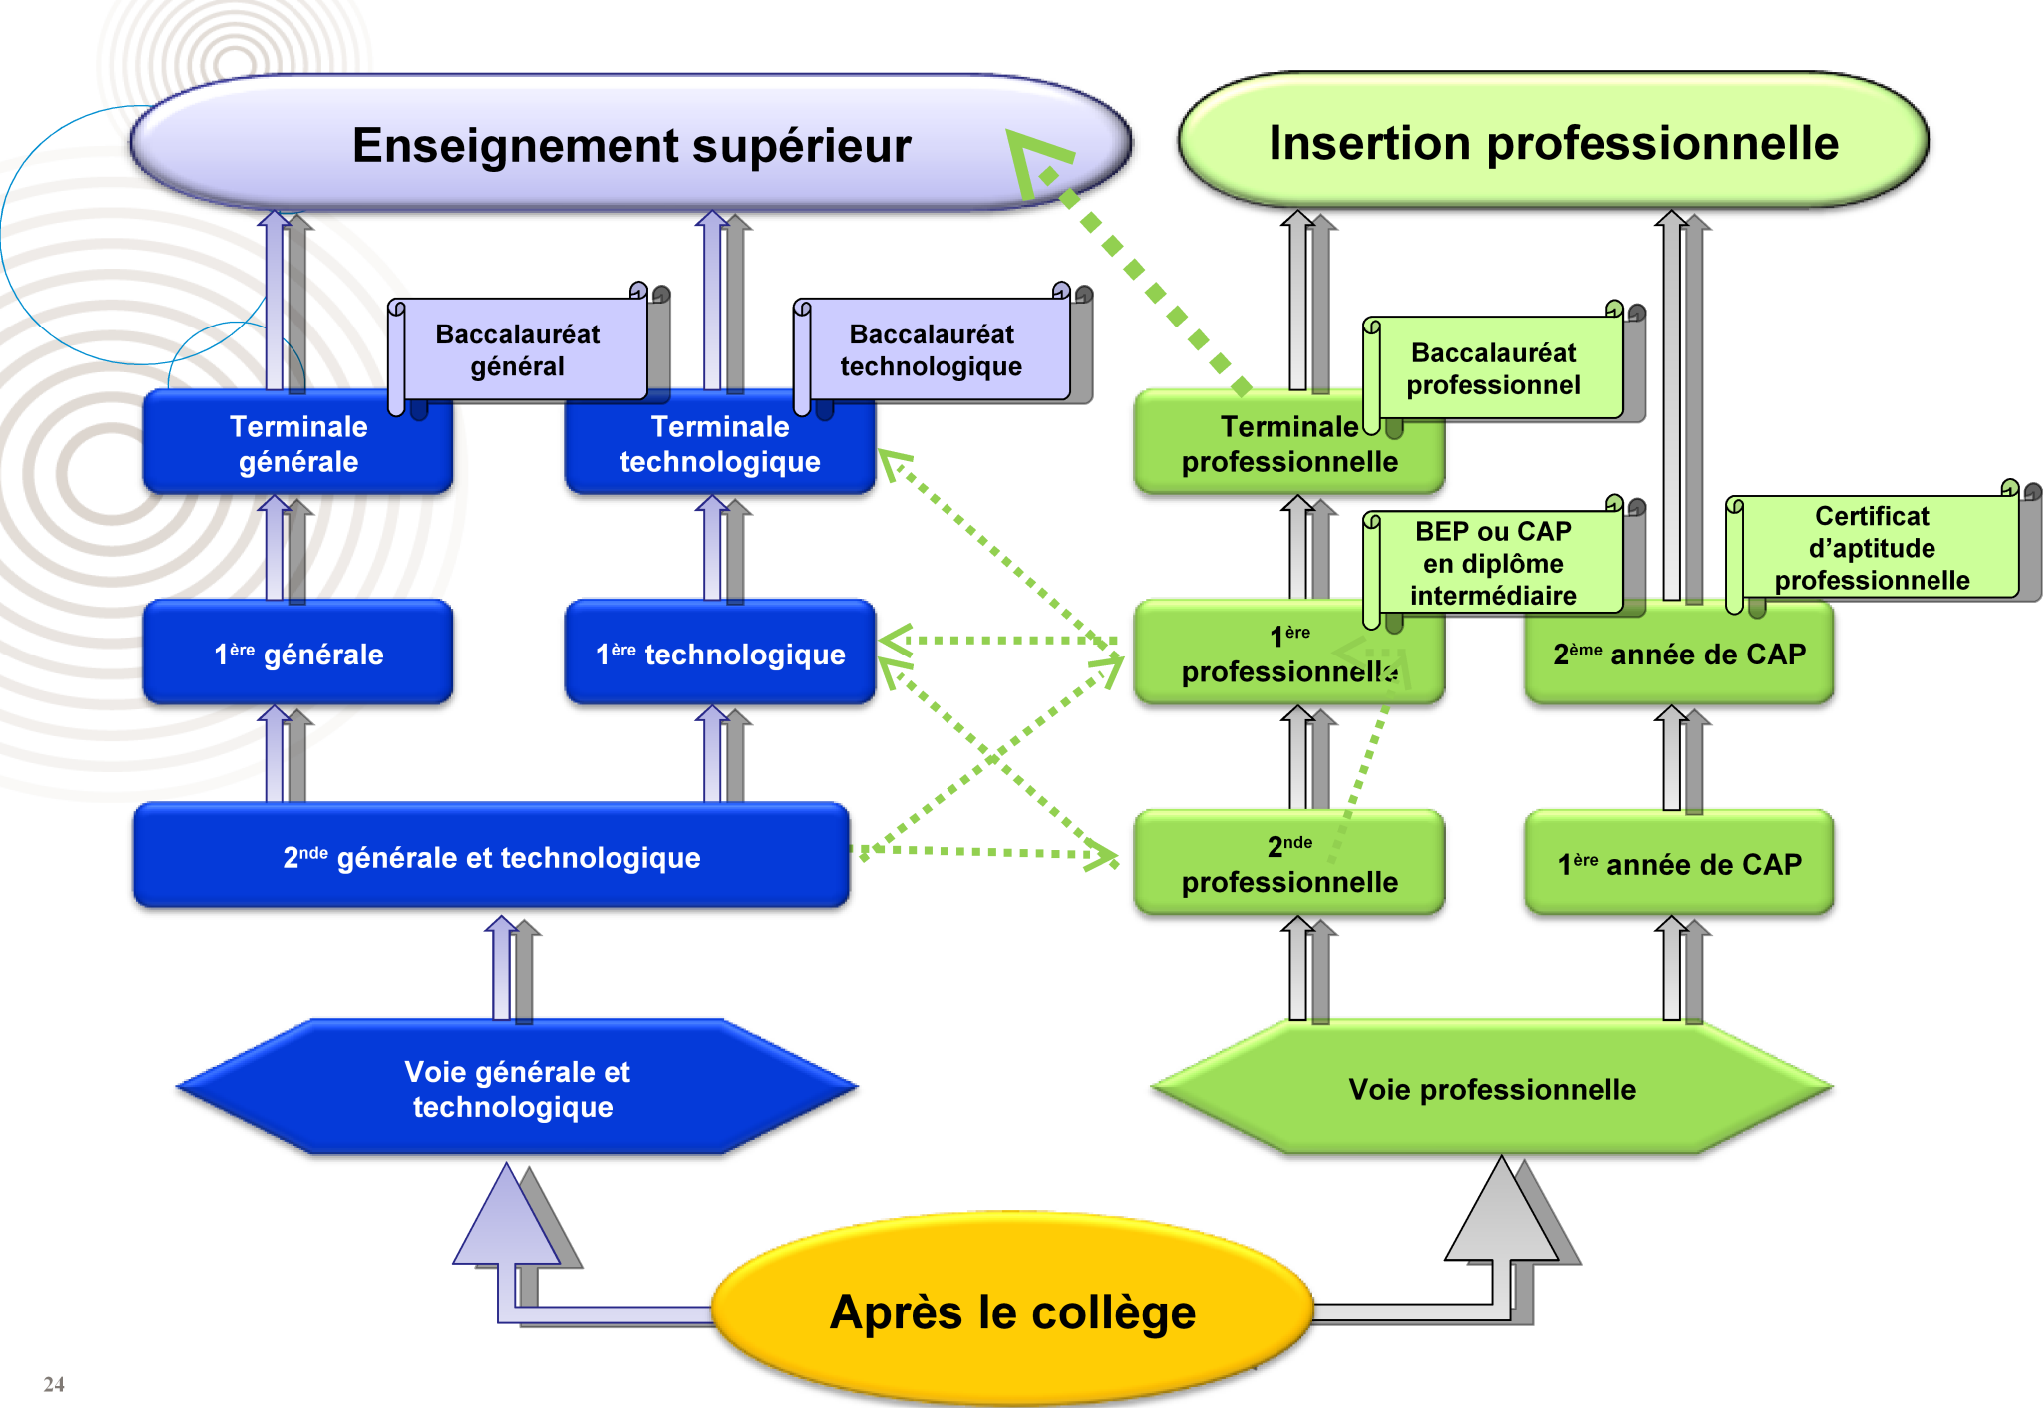 Enseignement supérieur
Insertion professionnelle
Baccalauréat
général
Baccalauréat
technologique
Baccalauréat
professionnel
Terminale
générale
Terminale
technologique
Terminale
professionnelle
BEP ou CAP
en diplôme
intermédiaire
Certificat
d’aptitude
professionnelle
1ère générale
1ère technologique
1ère
professionnelle
2ème année de CAP
2nde générale et technologique
2nde
professionnelle
1ère année de CAP
Voie générale et
technologique
Voie professionnelle
Après le collège
24